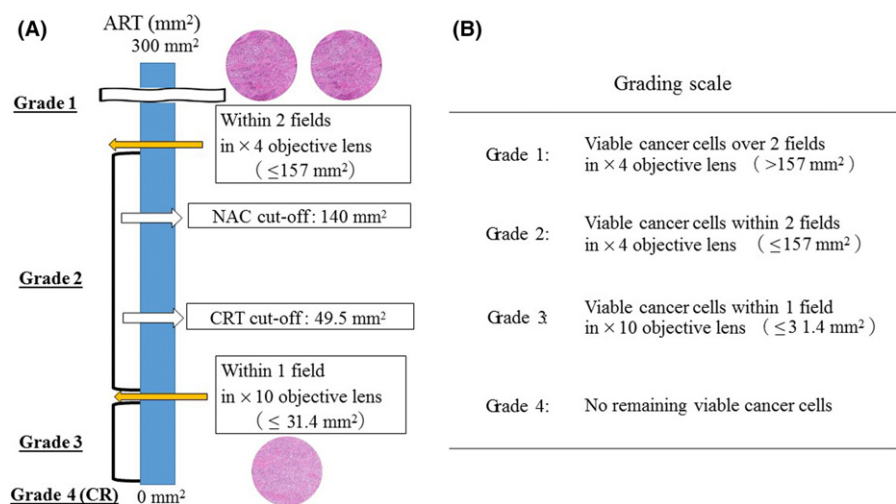 (A)
ART (mm²)
300 mm²
Grade 1
Within 2 fields
in × 4 objective lens
(≤157 mm²)
NAC cut-off : 140 mm²
Grade 2
CRT cut-off : 49.5 mm²
Within 1 field
in × 10 objective lens
(≤ 31.4 mm²)
Grade 3
Grade 4 (CR)
0 mm²
(B)
Grading scale
Grade 1: Viable cancer cells over 2 fields
in × 4 objective lens (>157 mm²)
Grade 2: Viable cancer cells within 2 fields
in × 4 objective lens (≤157 mm²)
Grade 3: Viable cancer cells within 1 field
in × 10 objective lens (≤3 1.4 mm²)
Grade 4: No remaining viable cancer cells